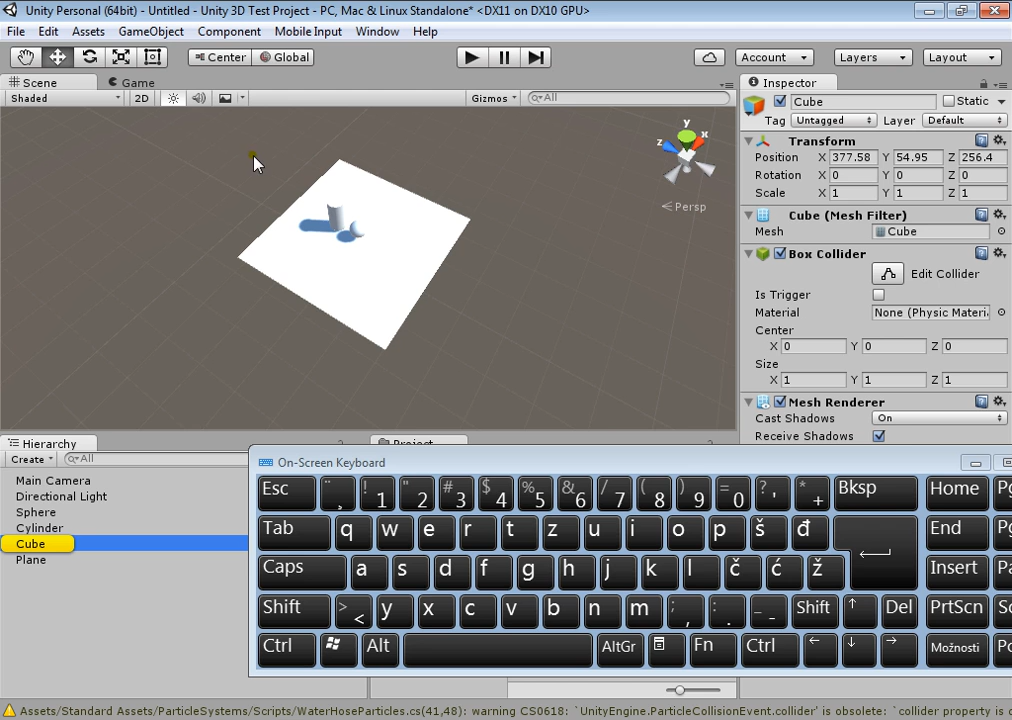 Unity Personal (64bit) - Untitled - Unity 3D Test Project - PC, Mac & Linux Standalone* <DX11 on DX10 GPU>
File Edit Assets GameObject Component Mobile Input Window Help
Center Global Account Layers Layout
Scene Game
Shaded 2D Gizmos All
y
x
z
Persp
Inspector
Cube Static
Tag Untagged Layer Default
Transform
Position X 377.58 Y 54.95 Z 256.4
Rotation X 0 Y 0 Z 0
Scale X 1 Y 1 Z 1
Cube (Mesh Filter)
Mesh Cube
Box Collider
Edit Collider
Is Trigger
Material None (Physic Materi
Center
X 0 Y 0 Z 0
Size
X 1 Y 1 Z 1
Mesh Renderer
Cast Shadows On
Receive Shadows
Hierarchy
Create All
Main Camera
Directional Light
Sphere
Cylinder
Cube
Plane
Project
On-Screen Keyboard
Esc ¨ ¸ ! 1 " 2 # 3 $ 4 % 5 & 6 / 7 ( 8 ) 9 = 0 ? ' * + Bksp Home
Tab q w e r t z u i o p š đ End
Caps a s d f g h j k l č ć ž Insert
Shift > < y x c v b n m ; , : . _ - Shift Del PrtScn
Ctrl Alt AltGr Fn Ctrl Možnosti
Assets/Standard Assets/ParticleSystems/Scripts/WaterHoseParticles.cs(41,48): warning CS0618: `UnityEngine.ParticleCollisionEvent.collider' is obsolete: `collider property is